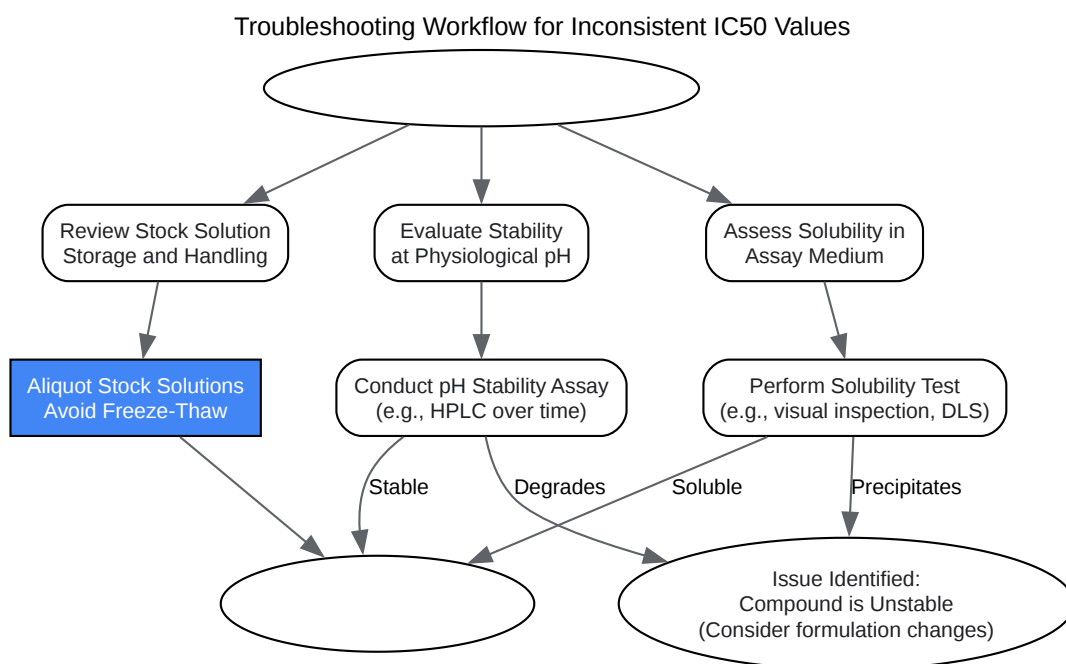 Troubleshooting Workflow for Inconsistent IC50 Values
Review Stock Solution
Storage and Handling
Evaluate Stability
at Physiological pH
Assess Solubility in
Assay Medium
Aliquot Stock Solutions
Avoid Freeze-Thaw
Conduct pH Stability Assay
(e.g., HPLC over time)
Perform Solubility Test
(e.g., visual inspection, DLS)
Stable
Degrades
Soluble
Precipitates
Issue Identified:
Compound is Unstable
(Consider formulation changes)